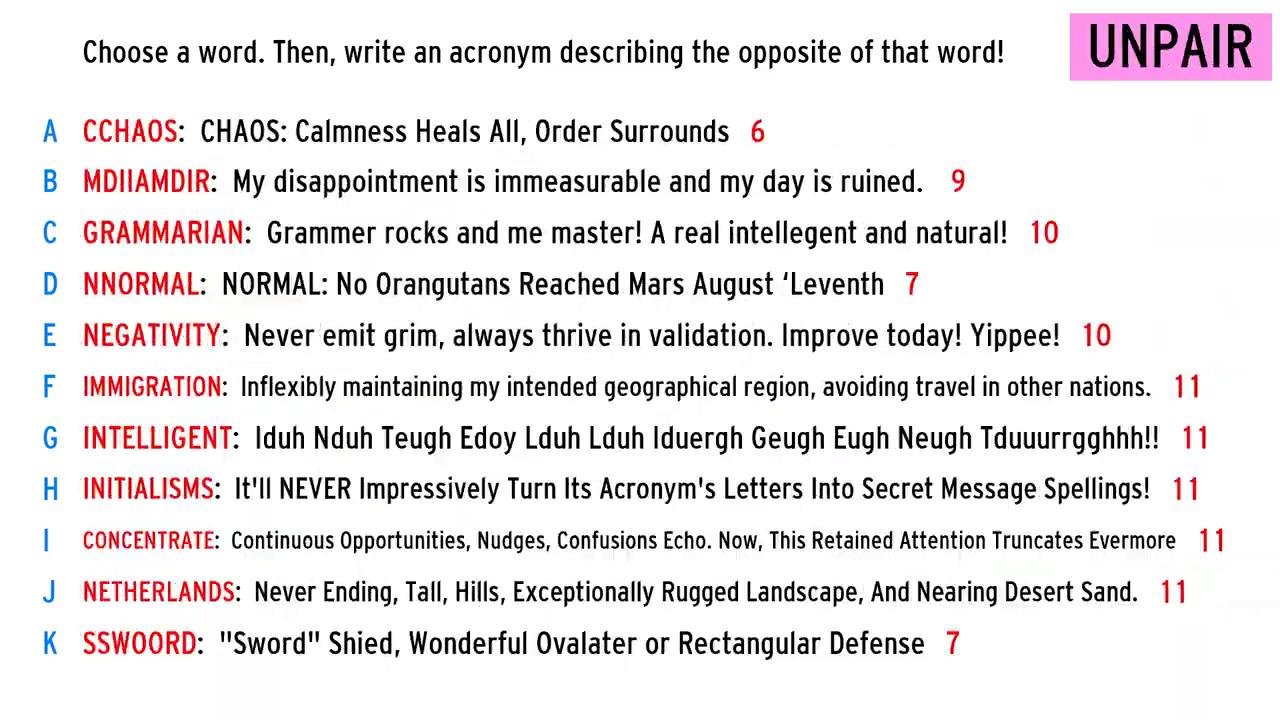 Choose a word. Then, write an acronym describing the opposite of that word!
UNPAIR
A CCHAOS: CHAOS: Calmness Heals All, Order Surrounds 6
B MDIIAMDIR: My disappointment is immeasurable and my day is ruined. 9
C GRAMMARIAN: Grammer rocks and me master! A real intellegent and natural! 10
D NNORMAL: NORMAL: No Orangutans Reached Mars August ‘Leventh 7
E NEGATIVITY: Never emit grim, always thrive in validation. Improve today! Yippee! 10
F IMMIGRATION: Inflexibly maintaining my intended geographical region, avoiding travel in other nations. 11
G INTELLIGENT: Iduh Nduh Teugh Edoy Lduh Lduh Iduergh Geugh Eugh Neugh Tduuurrgghhh!! 11
H INITIALISMS: It'll NEVER Impressively Turn Its Acronym's Letters Into Secret Message Spellings! 11
I CONCENTRATE: Continuous Opportunities, Nudges, Confusions Echo. Now, This Retained Attention Truncates Evermore 11
J NETHERLANDS: Never Ending, Tall, Hills, Exceptionally Rugged Landscape, And Nearing Desert Sand. 11
K SSWOORD: "Sword" Shied, Wonderful Ovalater or Rectangular Defense 7